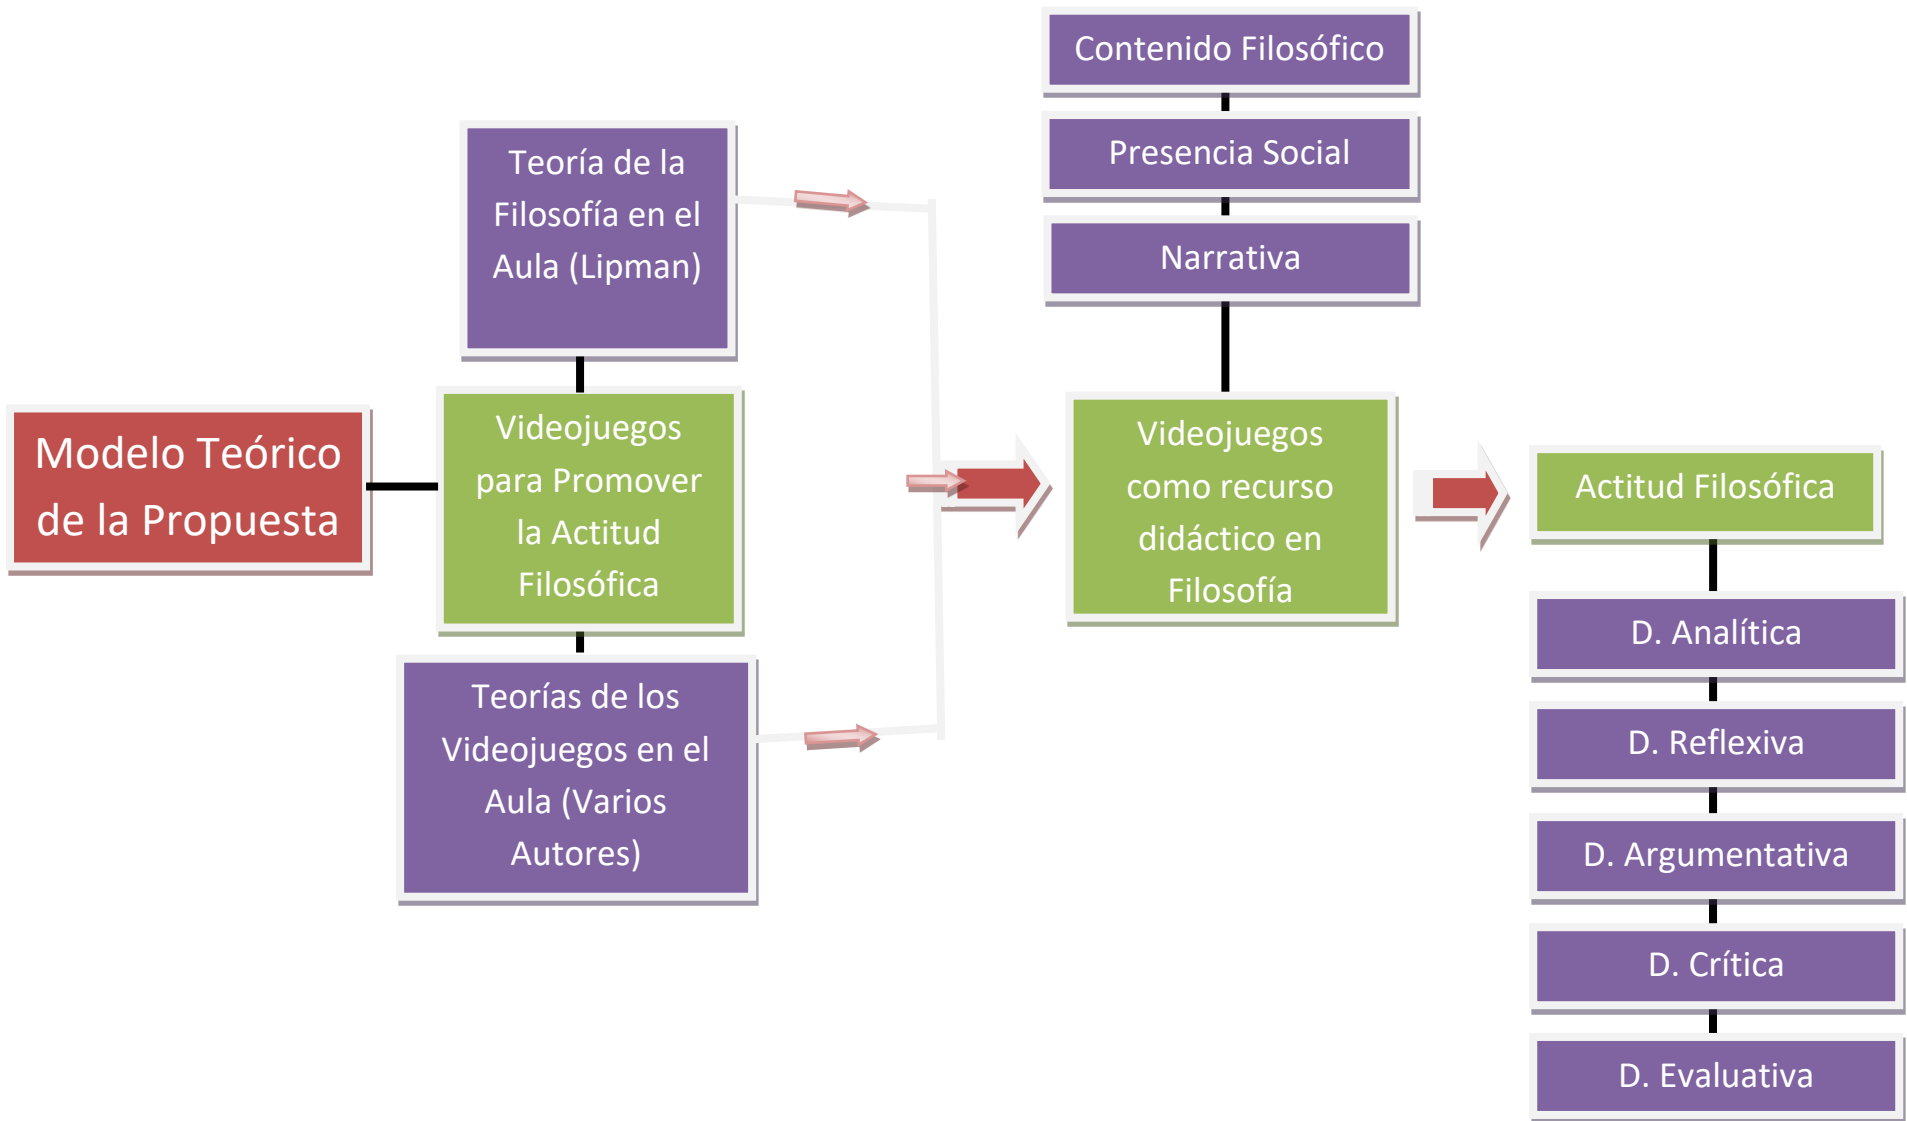 Modelo Teórico
de la Propuesta
Teoría de la
Filosofía en el
Aula (Lipman)
Videojuegos
para Promover
la Actitud
Filosófica
Teorías de los
Videojuegos en el
Aula (Varios
Autores)
Contenido Filosófico
Presencia Social
Narrativa
Videojuegos
como recurso
didáctico en
Filosofía
Actitud Filosófica
D. Analítica
D. Reflexiva
D. Argumentativa
D. Crítica
D. Evaluativa